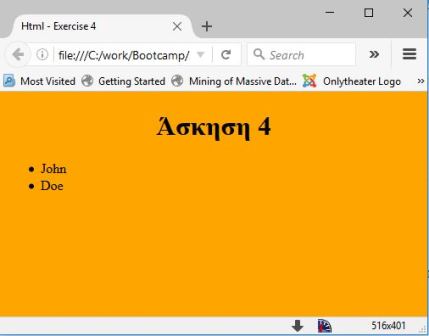 Html - Exercise 4
file:///C:/work/Bootcamp/
Search
Most Visited Getting Started Mining of Massive Dat... Onlytheater Logo
Άσκηση 4
John
Doe
516x401